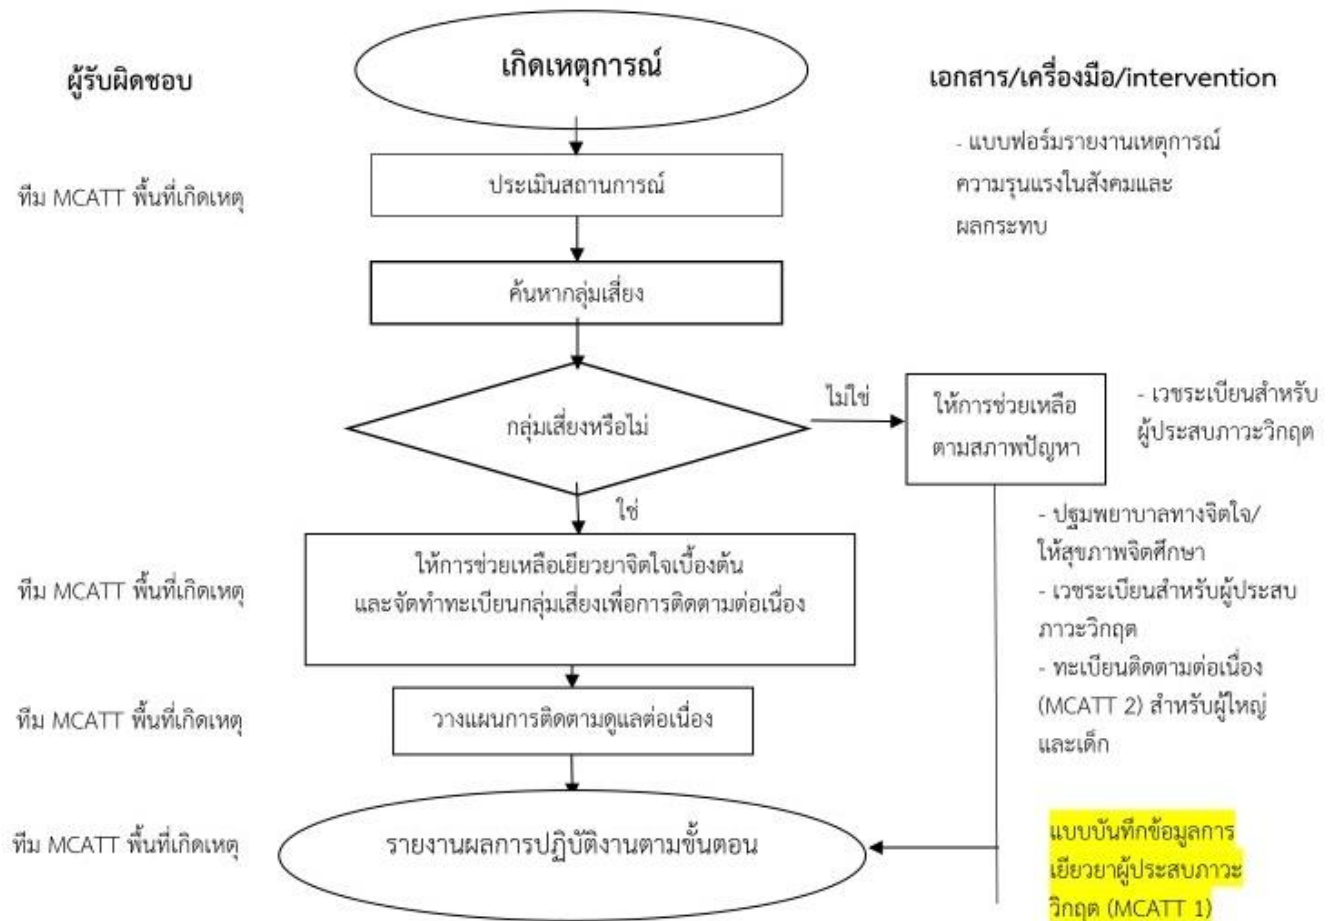 เกิดเหตุการณ์
ผู้รับผิดชอบ
เอกสาร/เครื่องมือ/intervention
- แบบฟอร์มรายงานเหตุการณ์
ความรุนแรงในสังคมและ
ผลกระทบ
ทีม MCATT พื้นที่เกิดเหตุ
ประเมินสถานการณ์
ค้นหากลุ่มเสี่ยง
กลุ่มเสี่ยงหรือไม่
ไม่ใข่
ให้การช่วยเหลือ
ตามสภาพปัญหา
- เวชระเบียนสำหรับ
ผู้ประสบภาวะวิกฤต
ใช่
ทีม MCATT พื้นที่เกิดเหตุ
ให้การช่วยเหลือเยียวยาจิตใจเบื้องต้น
และจัดทำทะเบียนกลุ่มเสี่ยงเพื่อการติดตามต่อเนื่อง
- ปฐมพยาบาลทางจิตใจ/
ให้สุขภาพจิตศึกษา
- เวชระเบียนสำหรับผู้ประสบ
ภาวะวิกฤต
- ทะเบียนติดตามต่อเนื่อง
(MCATT 2) สำหรับผู้ใหญ่
และเด็ก
ทีม MCATT พื้นที่เกิดเหตุ
วางแผนการติดตามดูแลต่อเนื่อง
ทีม MCATT พื้นที่เกิดเหตุ
รายงานผลการปฏิบัติงานตามขั้นตอน
แบบบันทึกข้อมูลการ
เยียวยาผู้ประสบภาวะ
วิกฤต (MCATT 1)